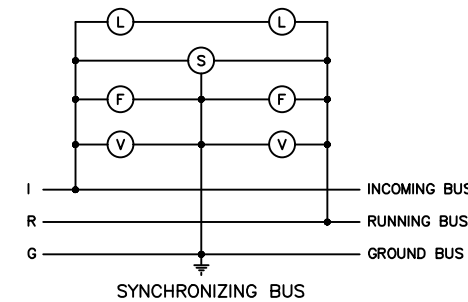 L L
S
F F
V V
I INCOMING BUS
R RUNNING BUS
G GROUND BUS
SYNCHRONIZING BUS